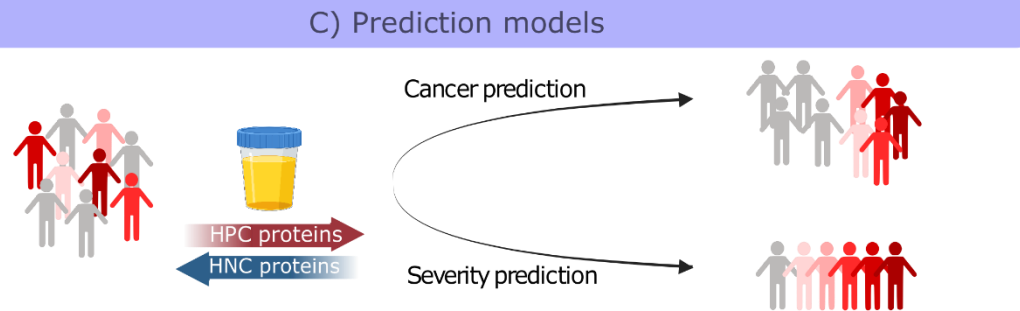 C) Prediction models
Cancer prediction
HPC proteins
HNC proteins
Severity prediction